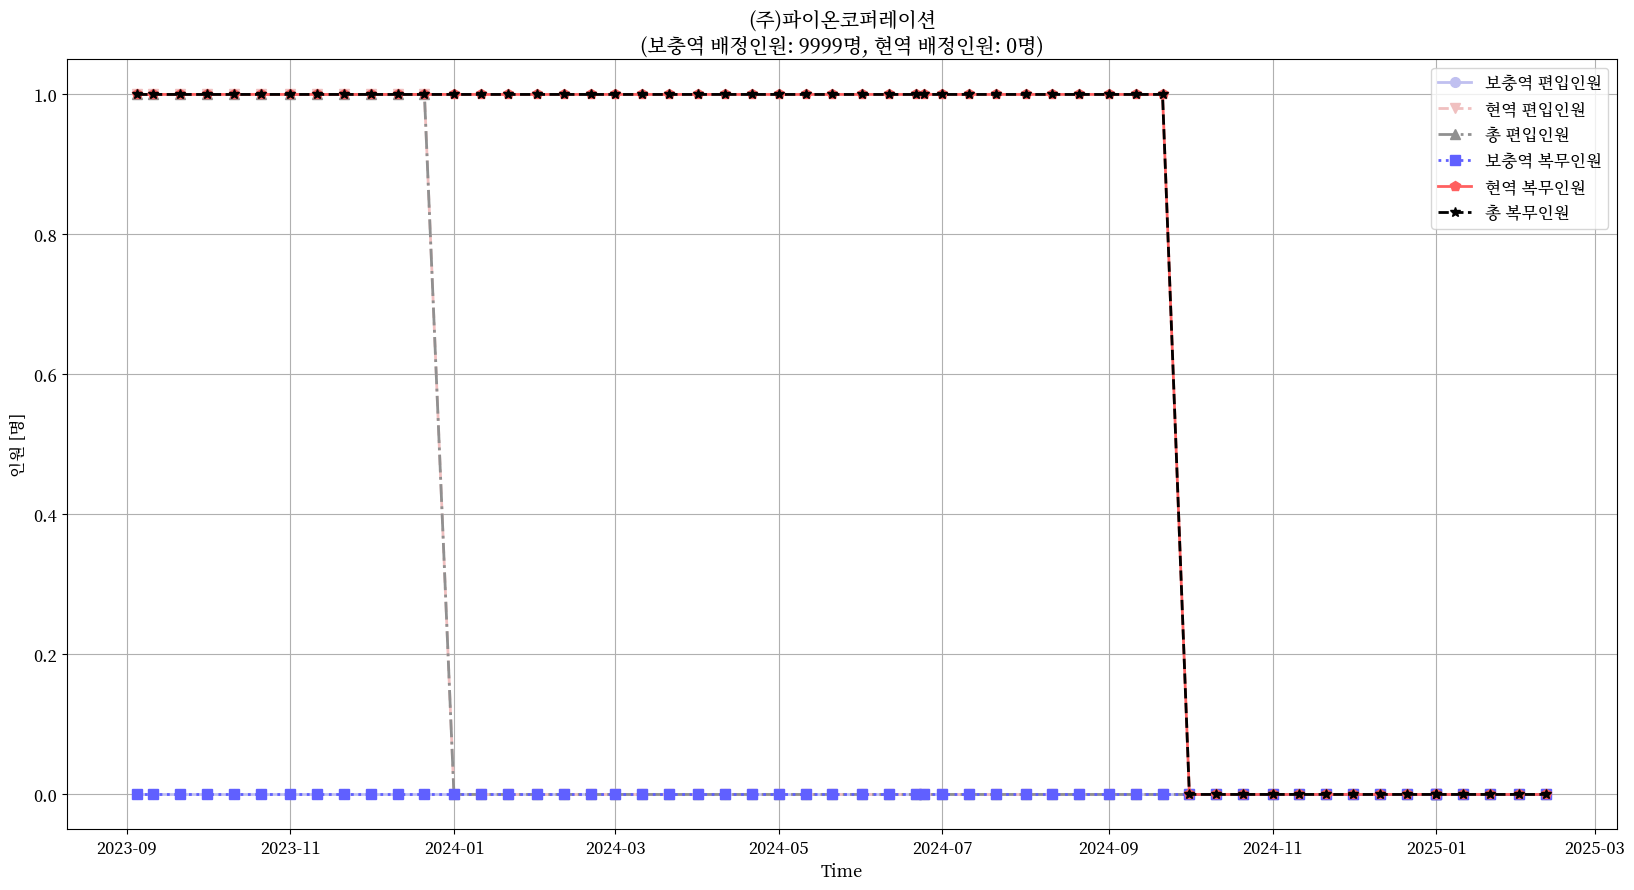 (주)파이온코퍼레이션
(보충역 배정인원: 9999명, 현역 배정인원: 0명)
보충역 편입인원
현역 편입인원
총 편입인원
보충역 복무인원
현역 복무인원
총 복무인원
인원 [명]
1.0
0.8
0.6
0.4
0.2
0.0
2023-09
2023-11
2024-01
2024-03
2024-05
2024-07
2024-09
2024-11
2025-01
2025-03
Time